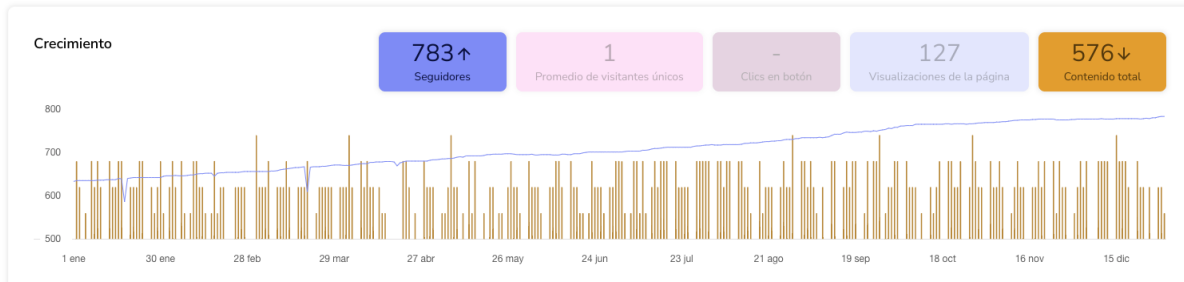 Crecimiento
783↑
Seguidores
1
Promedio de visitantes únicos
-
Clics en botón
127
Visualizaciones de la página
576↓
Contenido total
800
700
600
500
1 ene
30 ene
28 feb
29 mar
27 abr
26 may
24 jun
23 jul
21 ago
19 sep
18 oct
16 nov
15 dic